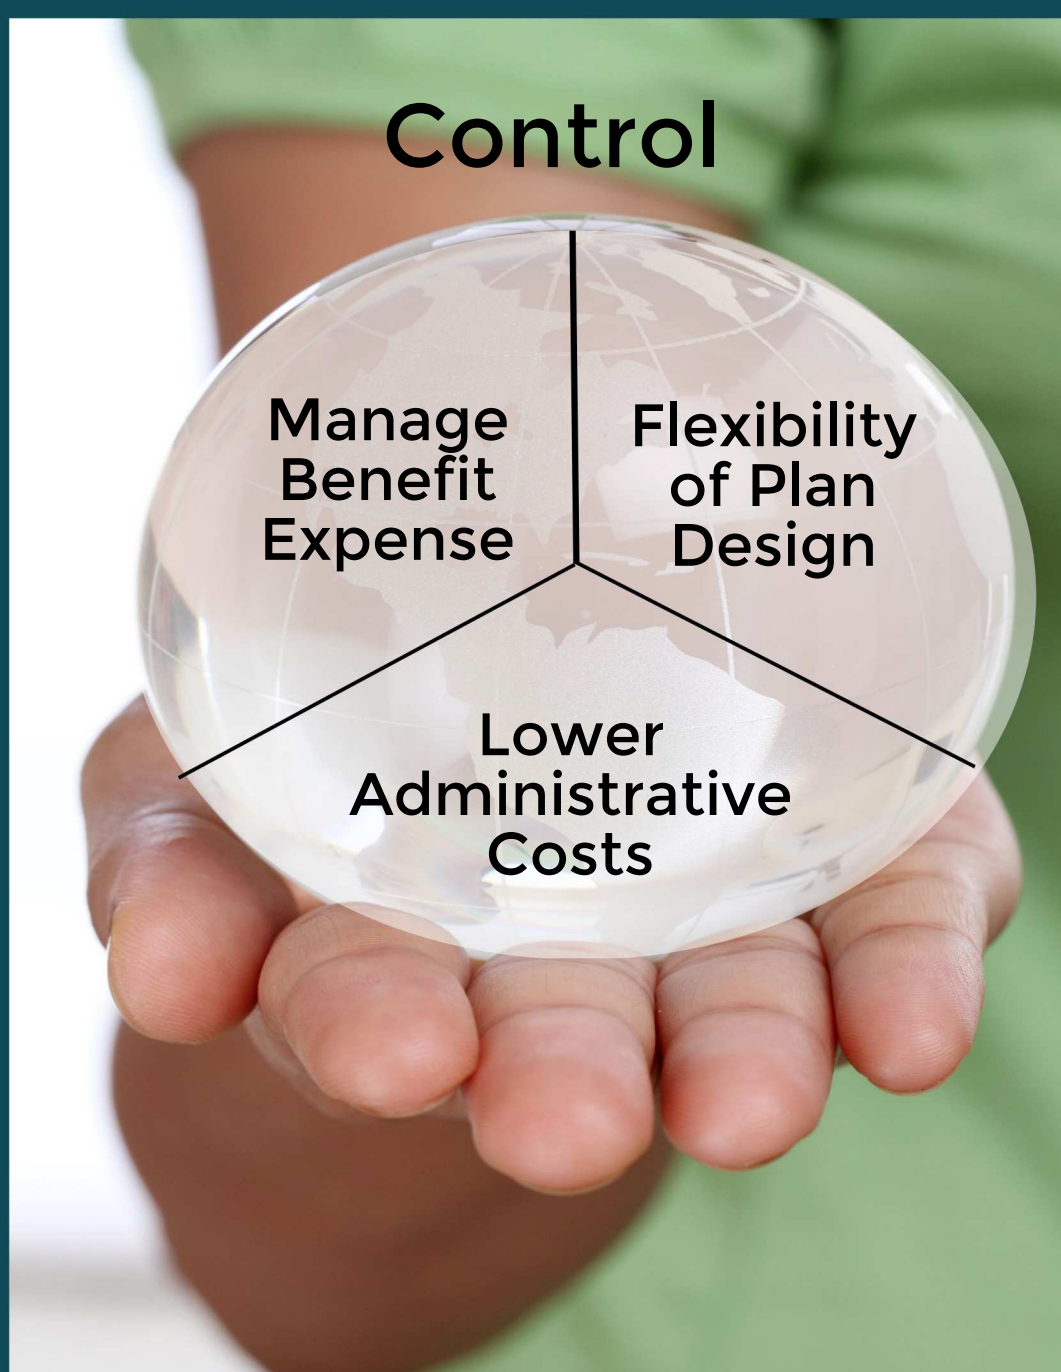 Control
Manage
Benefit
Expense
Flexibility
of Plan
Design
Lower
Administrative
Costs